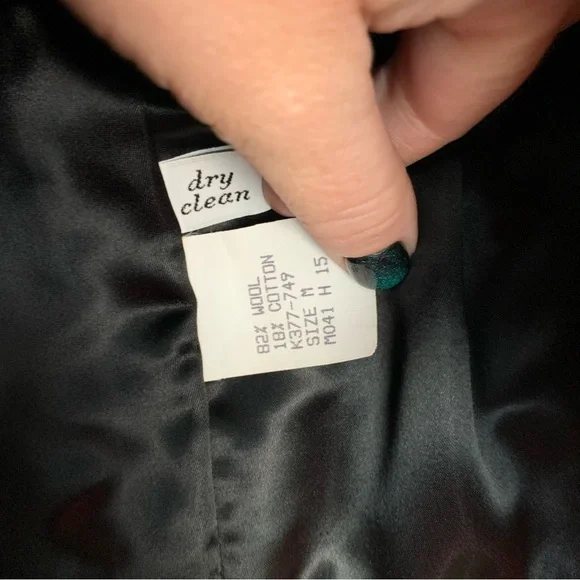 dry
clean
82% WOOL
18% COTTON
K377-749
SIZE M
M041 H 15